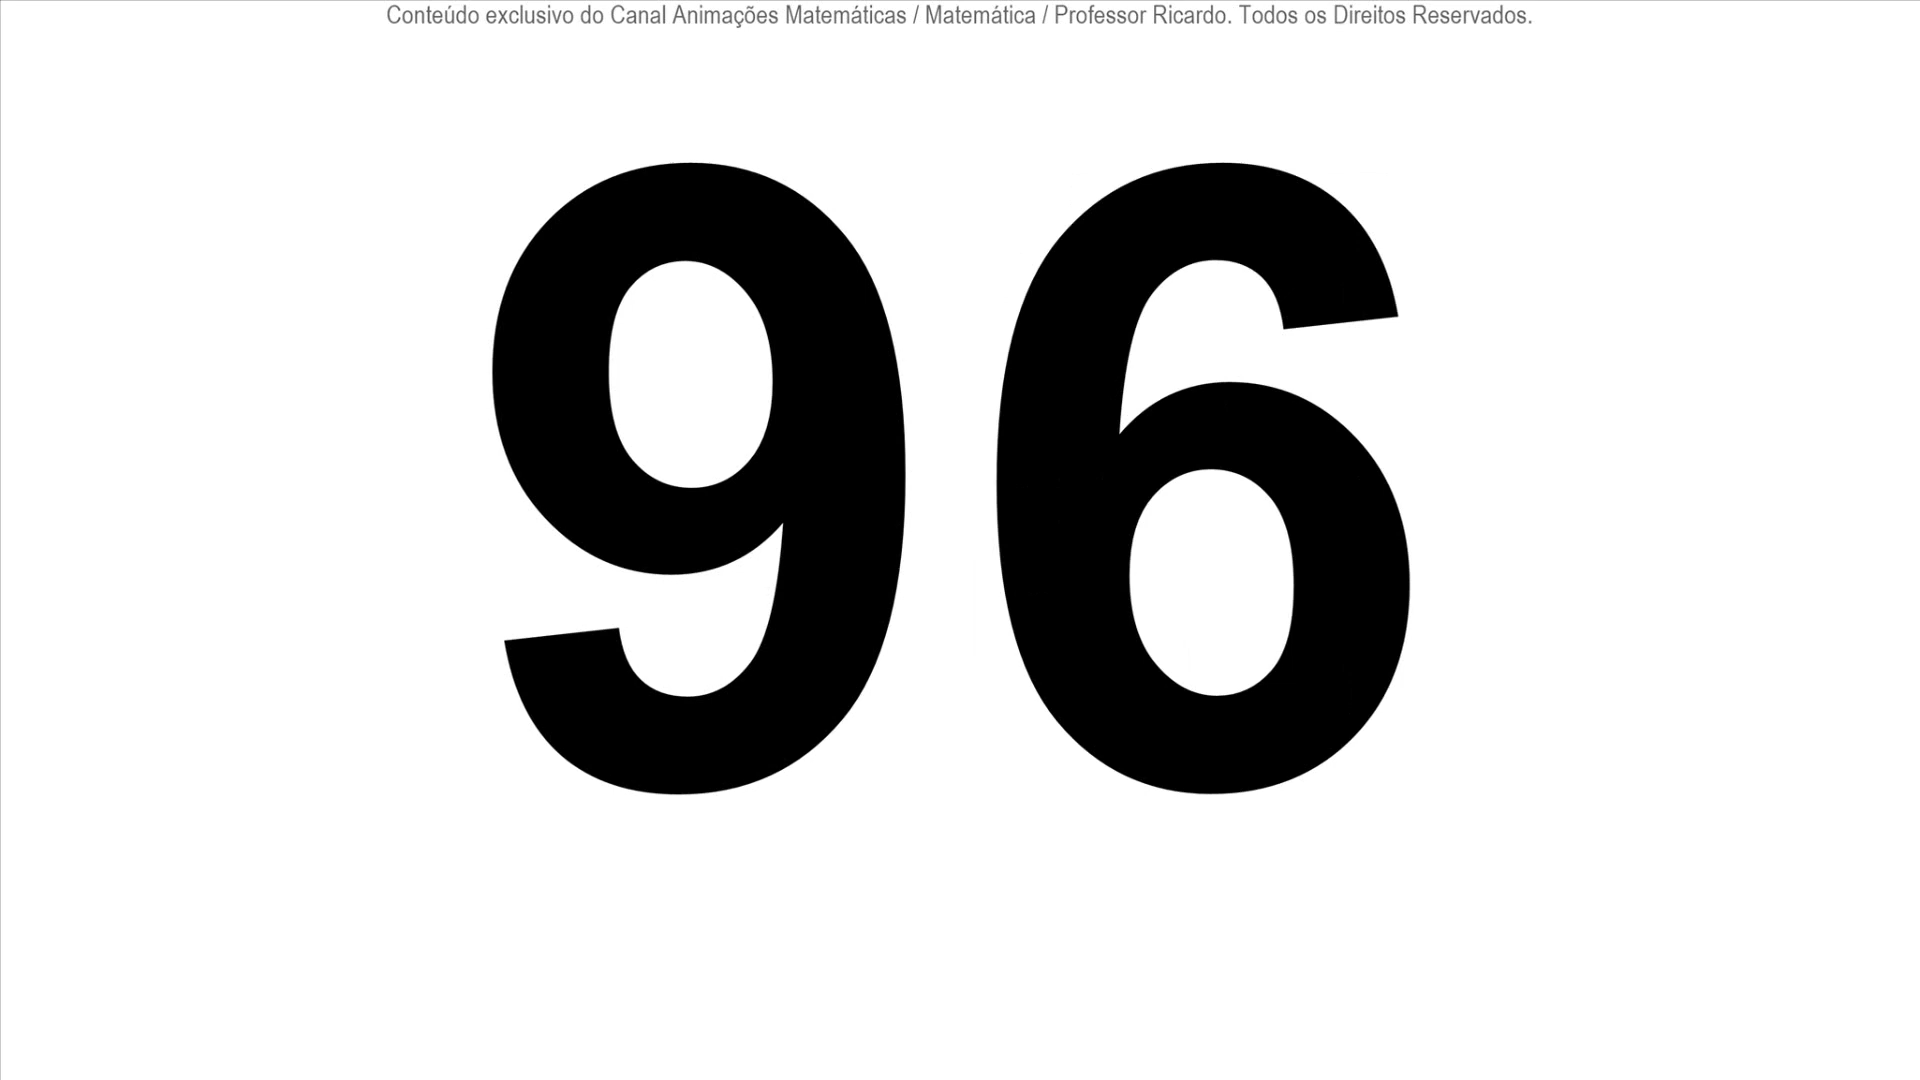 Conteúdo exclusivo do Canal Animações Matemáticas / Matemática / Professor Ricardo. Todos os Direitos Reservados.
96